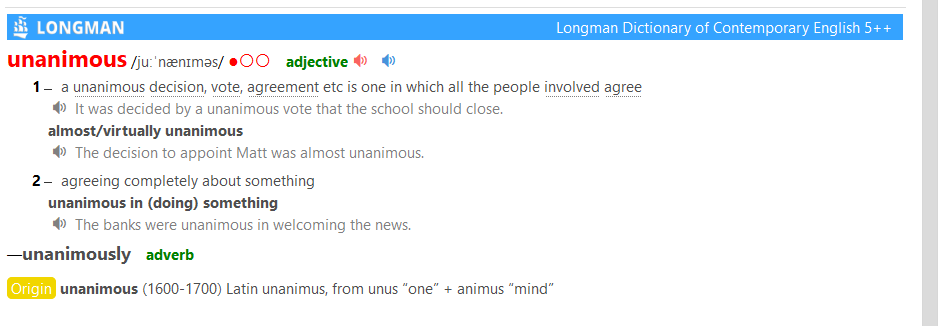 LONGMAN Longman Dictionary of Contemporary English 5++
unanimous /juːˈnænɪməs/ ●○○ adjective
1 – a unanimous decision, vote, agreement etc is one in which all the people involved agree
It was decided by a unanimous vote that the school should close.
almost/virtually unanimous
The decision to appoint Matt was almost unanimous.
2 – agreeing completely about something
unanimous in (doing) something
The banks were unanimous in welcoming the news.
—unanimously adverb
Origin unanimous (1600-1700) Latin unanimus, from unus “one” + animus “mind”